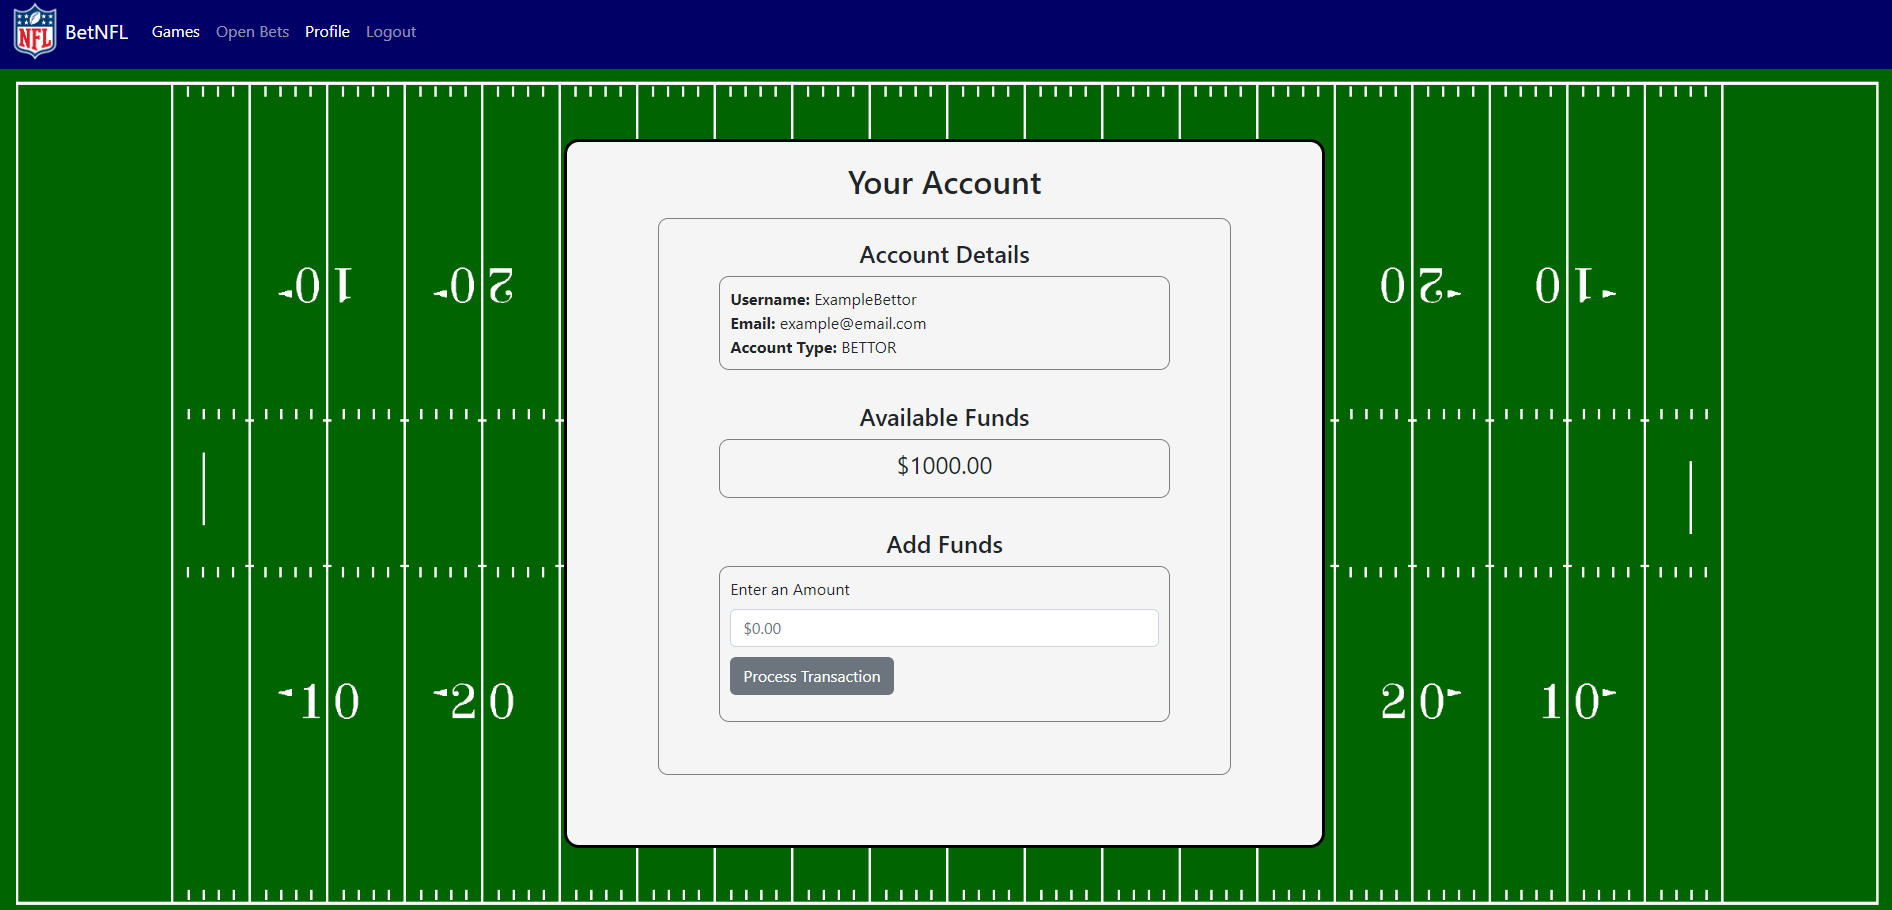 NFL BetNFL Games Open Bets Profile Logout
Your Account
Account Details
Username: ExampleBettor
Email: example@email.com
Account Type: BETTOR
Available Funds
$1000.00
Add Funds
Enter an Amount
$0.00
Process Transaction
10 20 20 10
10 20 20 10